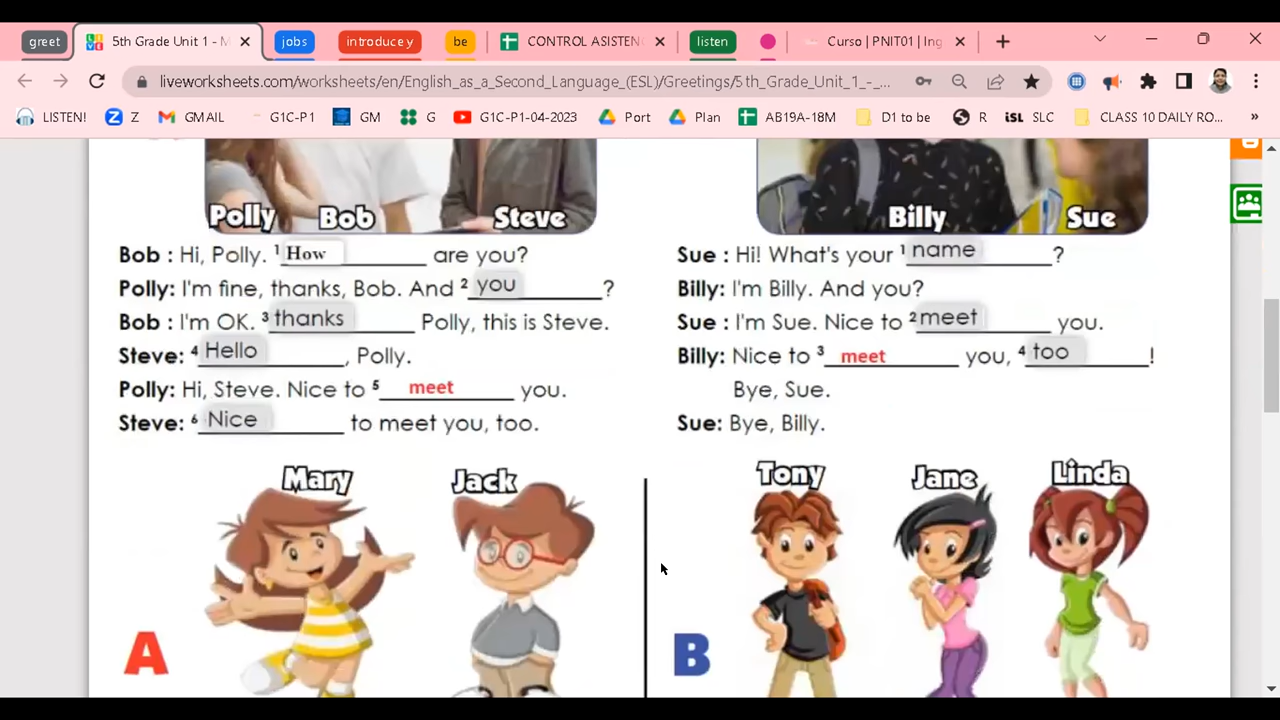 greet
5th Grade Unit 1 - M
jobs
introduce y
be
CONTROL ASISTEN
listen
Curso | PNIT01 | Ing
liveworksheets.com/worksheets/en/English_as_a_Second_Language_(ESL)/Greetings/5th_Grade_Unit_1_-_...
LISTEN!
Z
GMAIL
G1C-P1
GM
G
G1C-P1-04-2023
Port
Plan
AB19A-18M
D1 to be
R
ISL SEC
CLASS 10 DAILY RO...
Polly Bob Steve
Bob : Hi, Polly. 1 How are you?
Polly: I'm fine, thanks, Bob. And 2 you ?
Bob : I'm OK. 3 thanks Polly, this is Steve.
Steve: 4 Hello , Polly.
Polly: Hi, Steve. Nice to 5 meet you.
Steve: 6 Nice to meet you, too.
Billy Sue
Sue : Hi! What's your 1 name ?
Billy: I'm Billy. And you?
Sue : I'm Sue. Nice to 2 meet you.
Billy: Nice to 3 meet you, 4 too !
Bye, Sue.
Sue: Bye, Billy.
Mary Jack
A
Tony Jane Linda
B